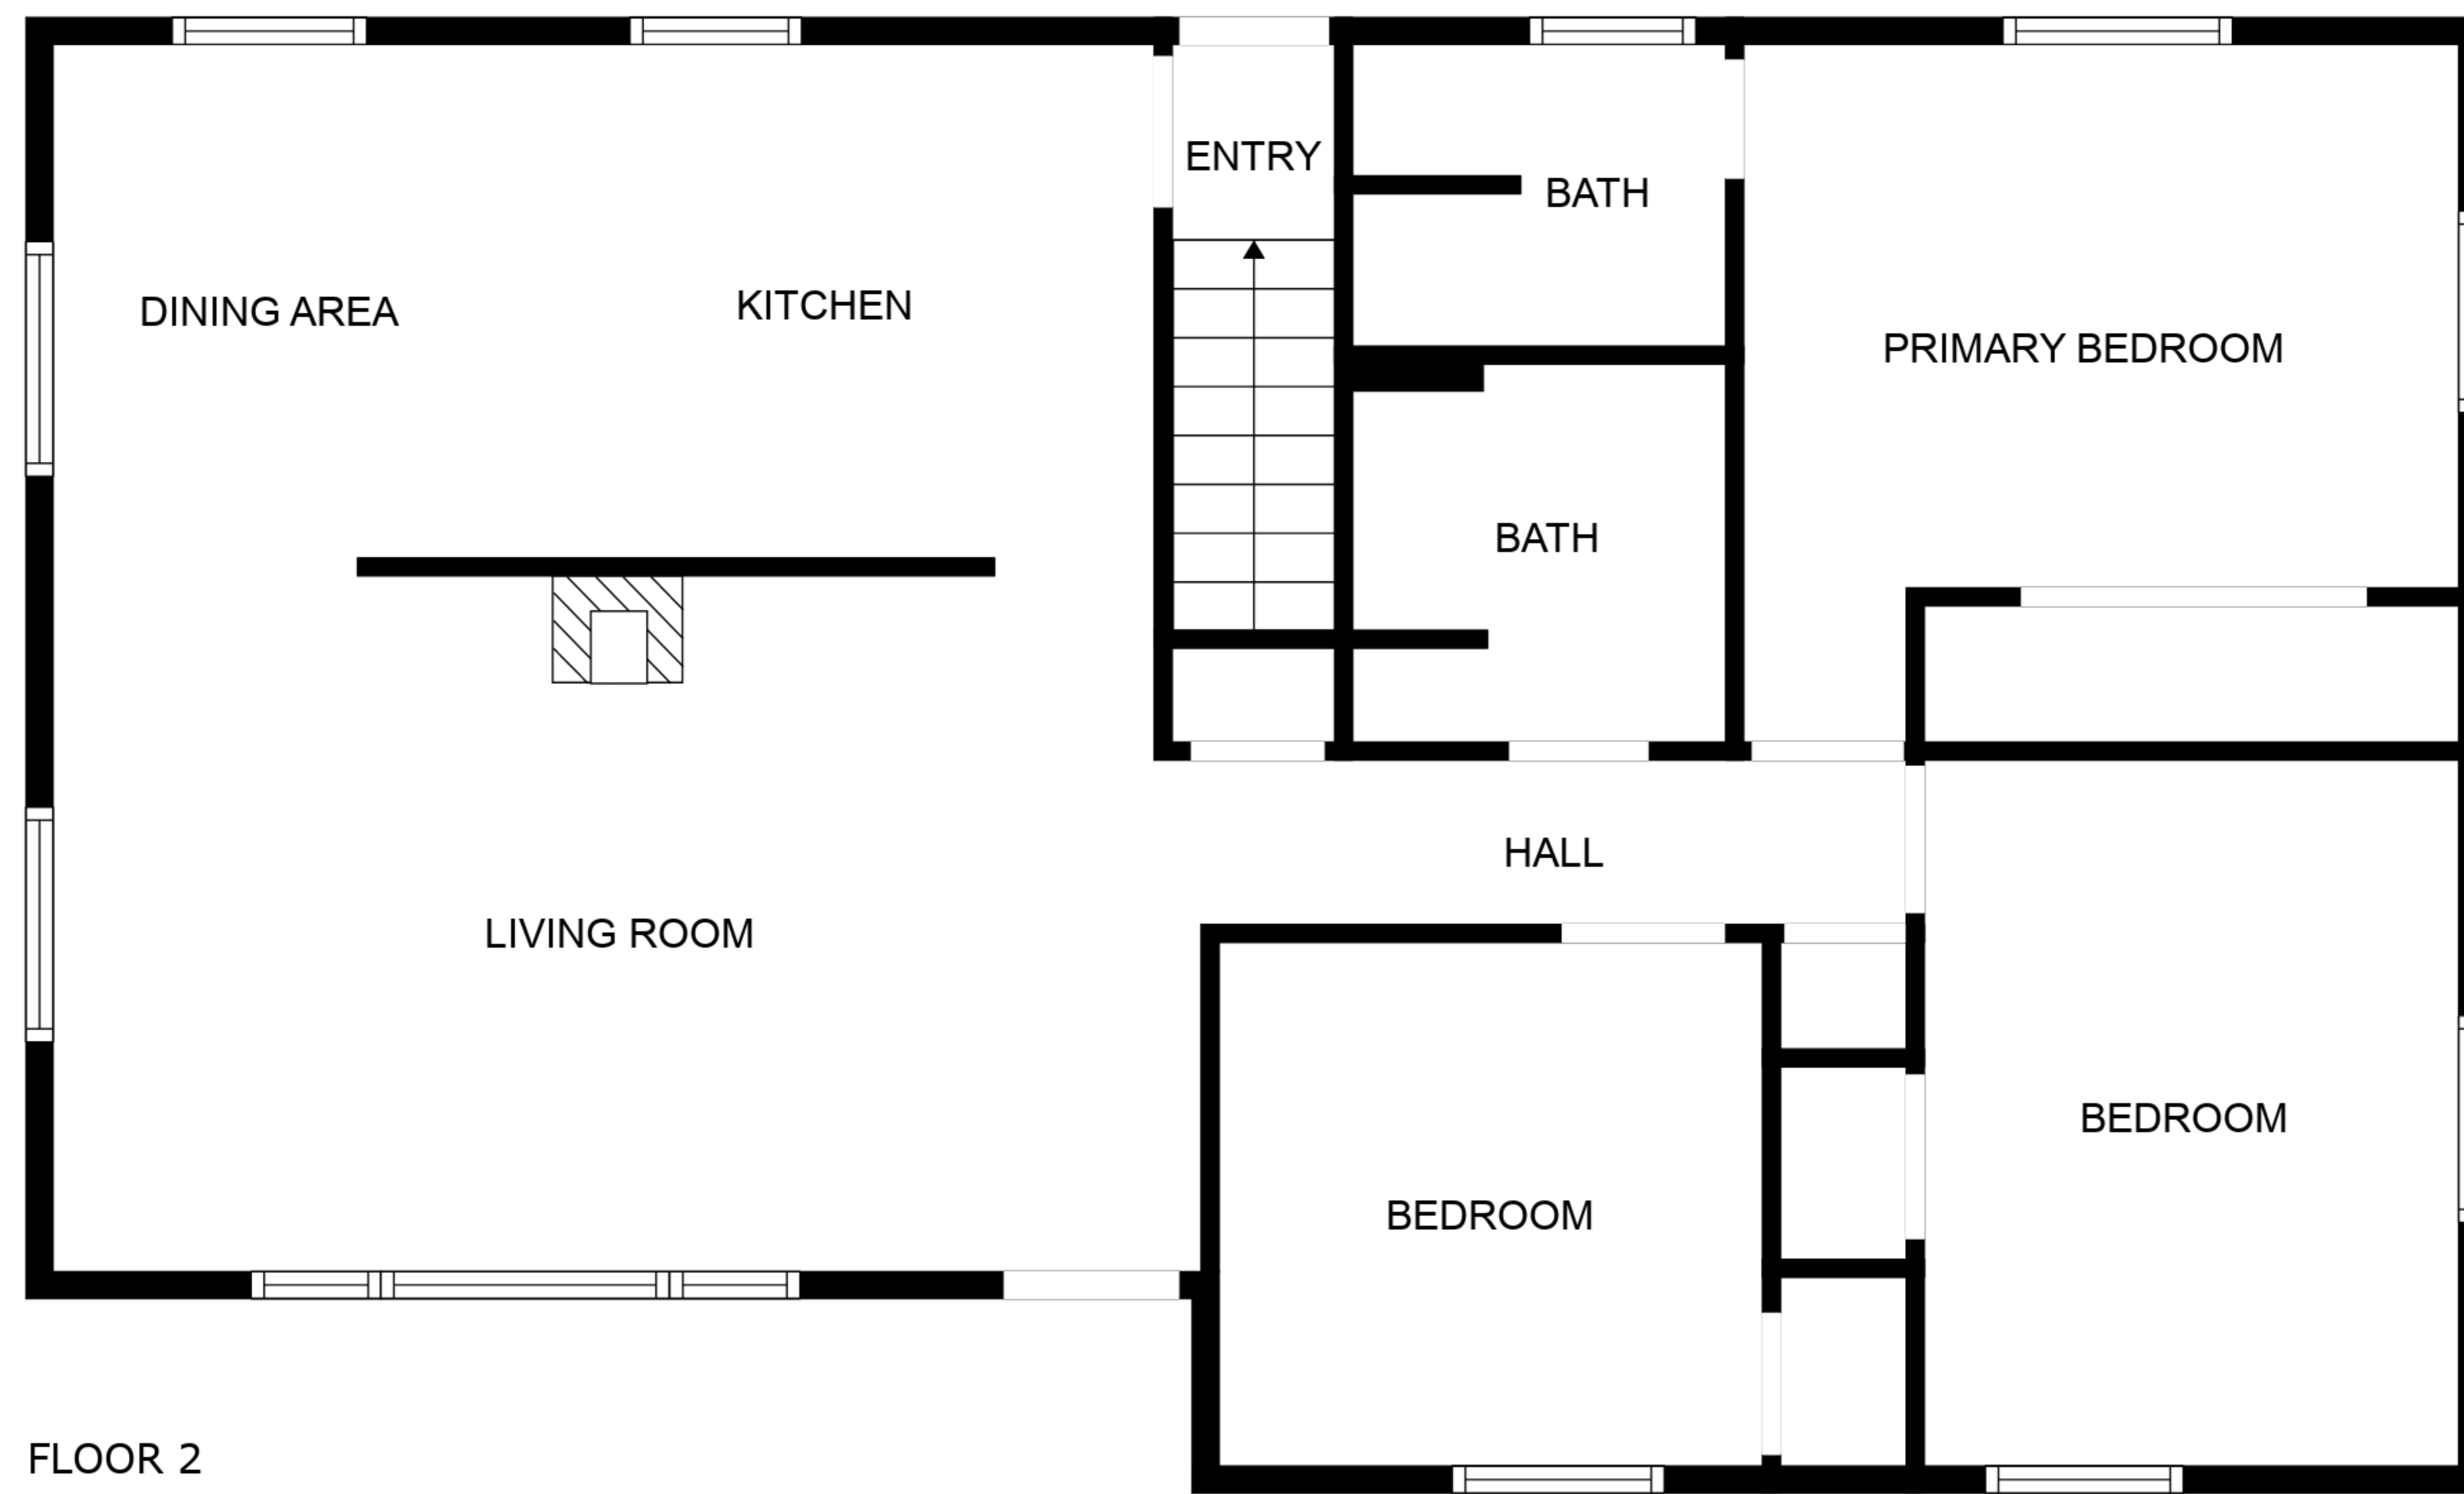 ENTRY
BATH
DINING AREA
KITCHEN
PRIMARY BEDROOM
BATH
HALL
LIVING ROOM
BEDROOM
BEDROOM
FLOOR 2